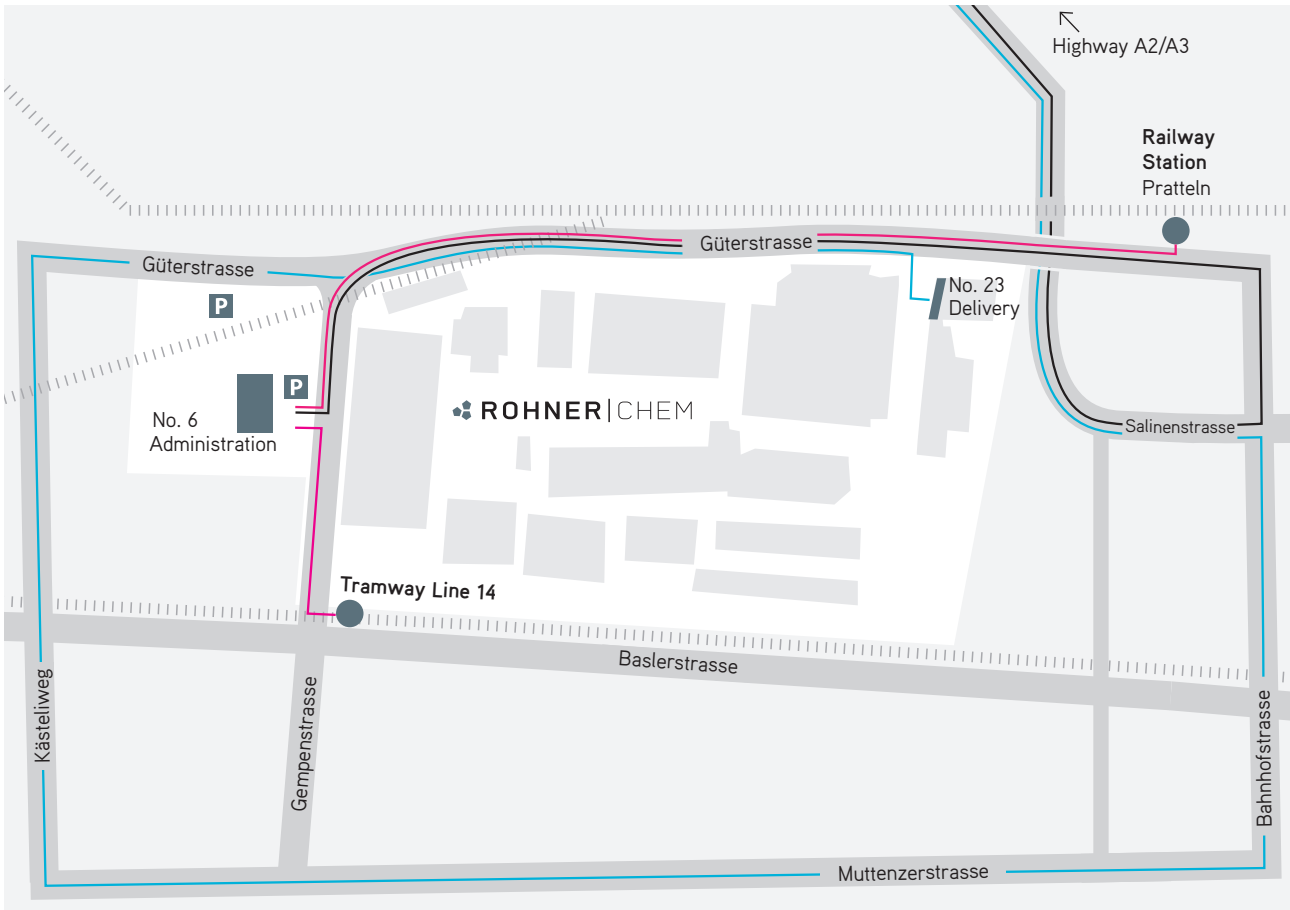 Highway A2/A3
Railway
Station
Pratteln
Güterstrasse
Güterstrasse
No. 23
Delivery
P
P
No. 6
Administration
ROHNER|CHEM
Salinenstrasse
Tramway Line 14
Baslerstrasse
Kästeliweg
Gempenstrasse
Bahnhofstrasse
Muttenzerstrasse